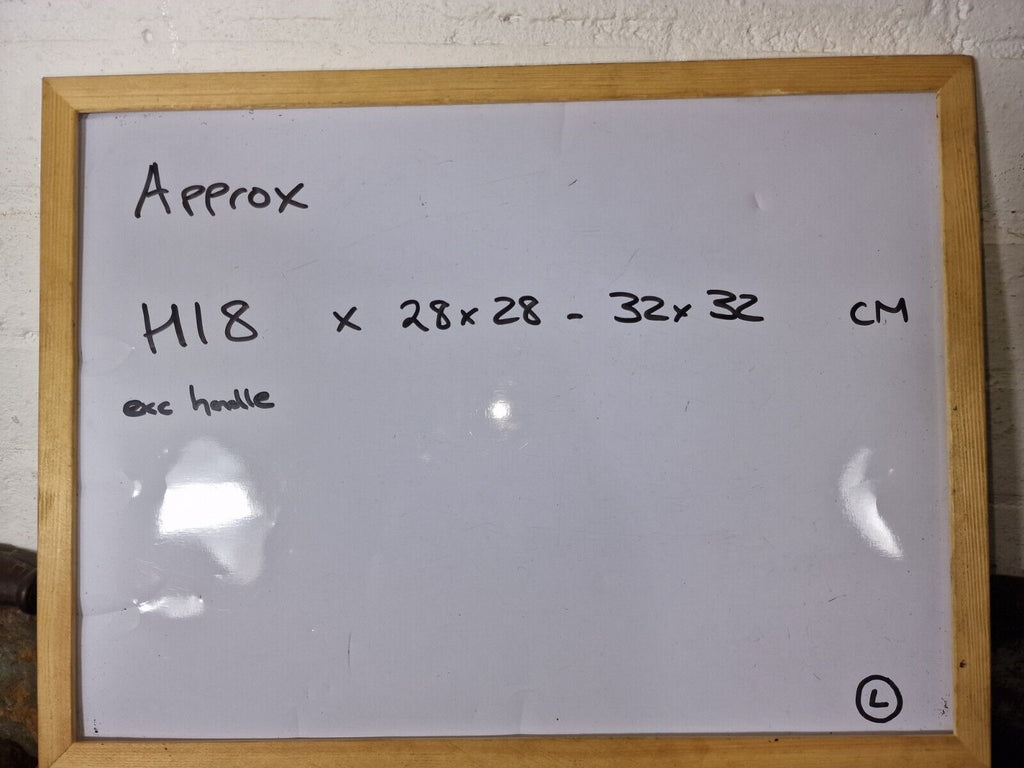 Approx
H18 x 28x28 - 32x32 CM
exc handle
L